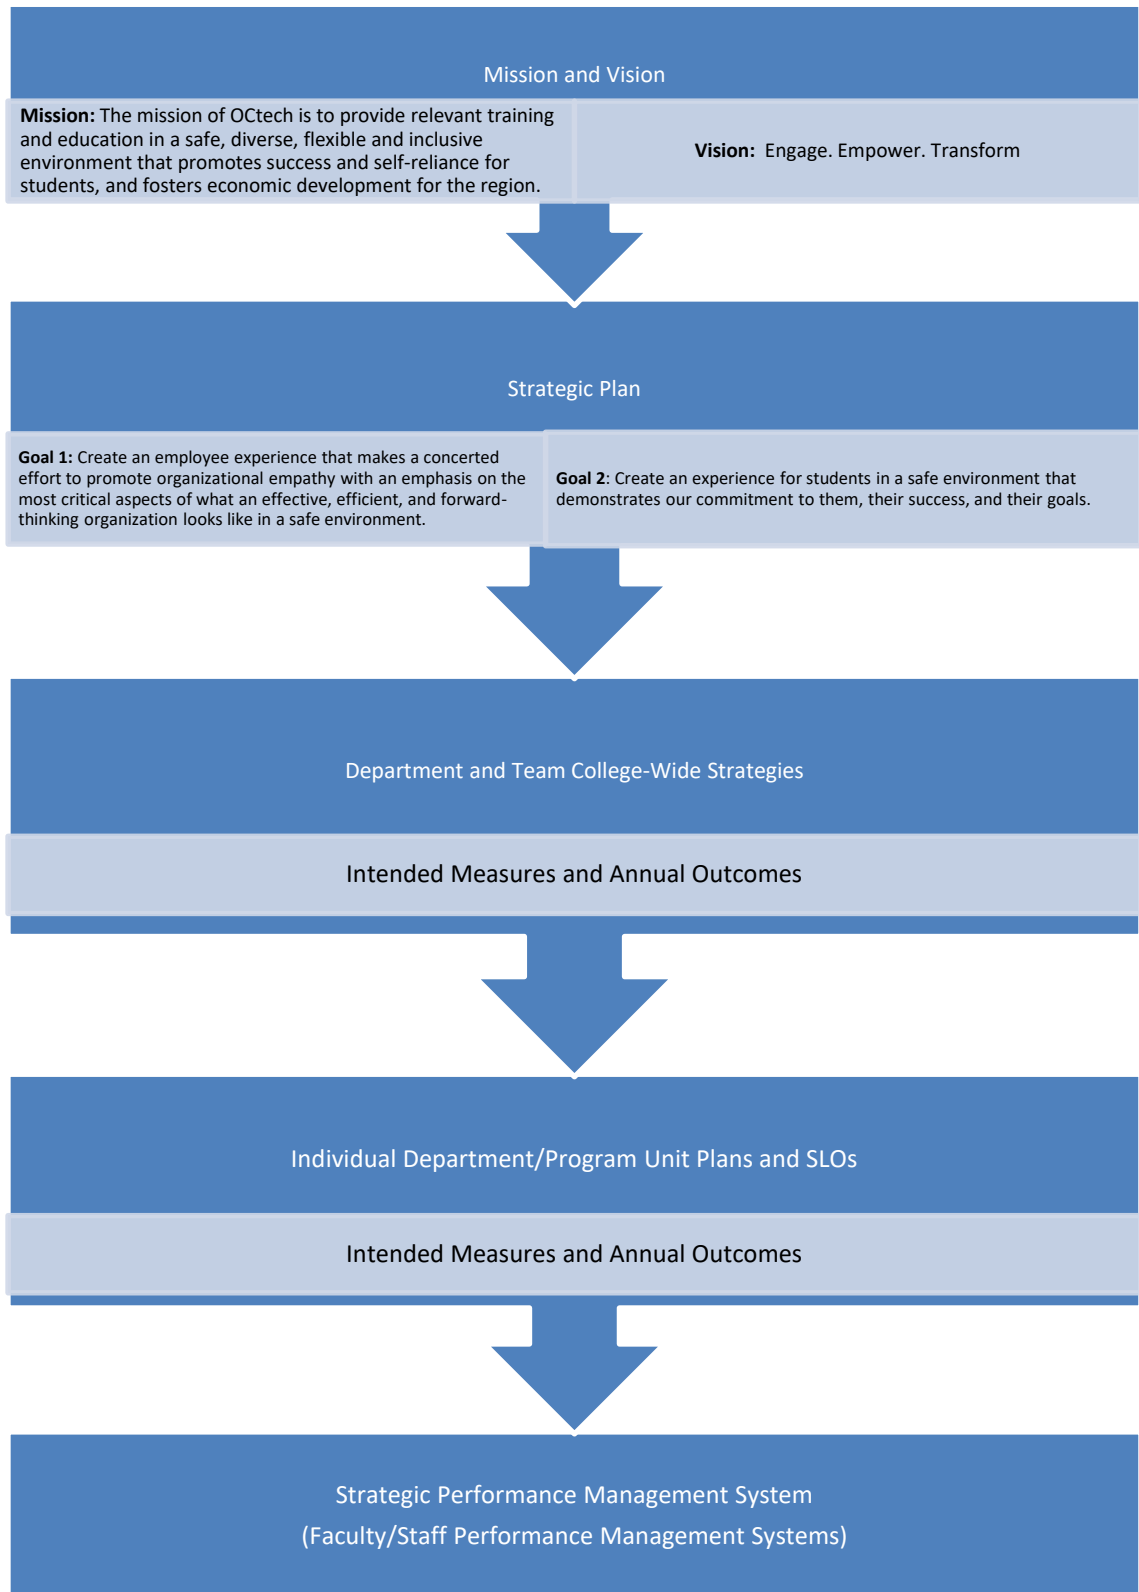 Mission and Vision
Mission: The mission of OCtech is to provide relevant training
and education in a safe, diverse, flexible and inclusive
environment that promotes success and self-reliance for
students, and fosters economic development for the region.
Vision: Engage. Empower. Transform
Strategic Plan
Goal 1: Create an employee experience that makes a concerted
effort to promote organizational empathy with an emphasis on the
most critical aspects of what an effective, efficient, and forward-
thinking organization looks like in a safe environment.
Goal 2: Create an experience for students in a safe environment that
demonstrates our commitment to them, their success, and their goals.
Department and Team College-Wide Strategies
Intended Measures and Annual Outcomes
Individual Department/Program Unit Plans and SLOs
Intended Measures and Annual Outcomes
Strategic Performance Management System
(Faculty/Staff Performance Management Systems)